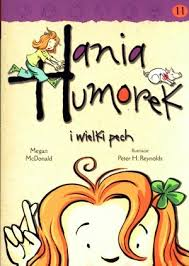 11
Hania
Humorek
i wielki pech
Megan
McDonald
Ilustracje
Peter H. Reynolds